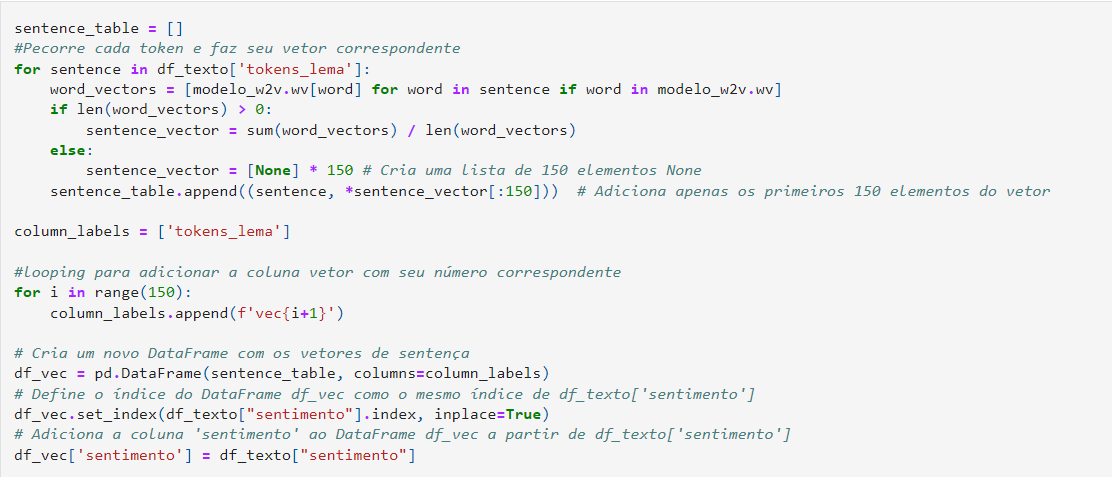 sentence_table = []
#Pecorre cada token e faz seu vetor correspondente
for sentence in df_texto['tokens_lema']:
    word_vectors = [modelo_w2v.wv[word] for word in sentence if word in modelo_w2v.wv]
    if len(word_vectors) > 0:
        sentence_vector = sum(word_vectors) / len(word_vectors)
    else:
        sentence_vector = [None] * 150 # Cria uma lista de 150 elementos None
    sentence_table.append((sentence, *sentence_vector[:150]))  # Adiciona apenas os primeiros 150 elementos do vetor
column_labels = ['tokens_lema']
#looping para adicionar a coluna vetor com seu número correspondente
for i in range(150):
    column_labels.append(f'vec{i+1}')
# Cria um novo DataFrame com os vetores de sentença
df_vec = pd.DataFrame(sentence_table, columns=column_labels)
# Define o índice do DataFrame df_vec como o mesmo índice de df_texto['sentimento']
df_vec.set_index(df_texto["sentimento"].index, inplace=True)
# Adiciona a coluna 'sentimento' ao DataFrame df_vec a partir de df_texto['sentimento']
df_vec['sentimento'] = df_texto["sentimento"]